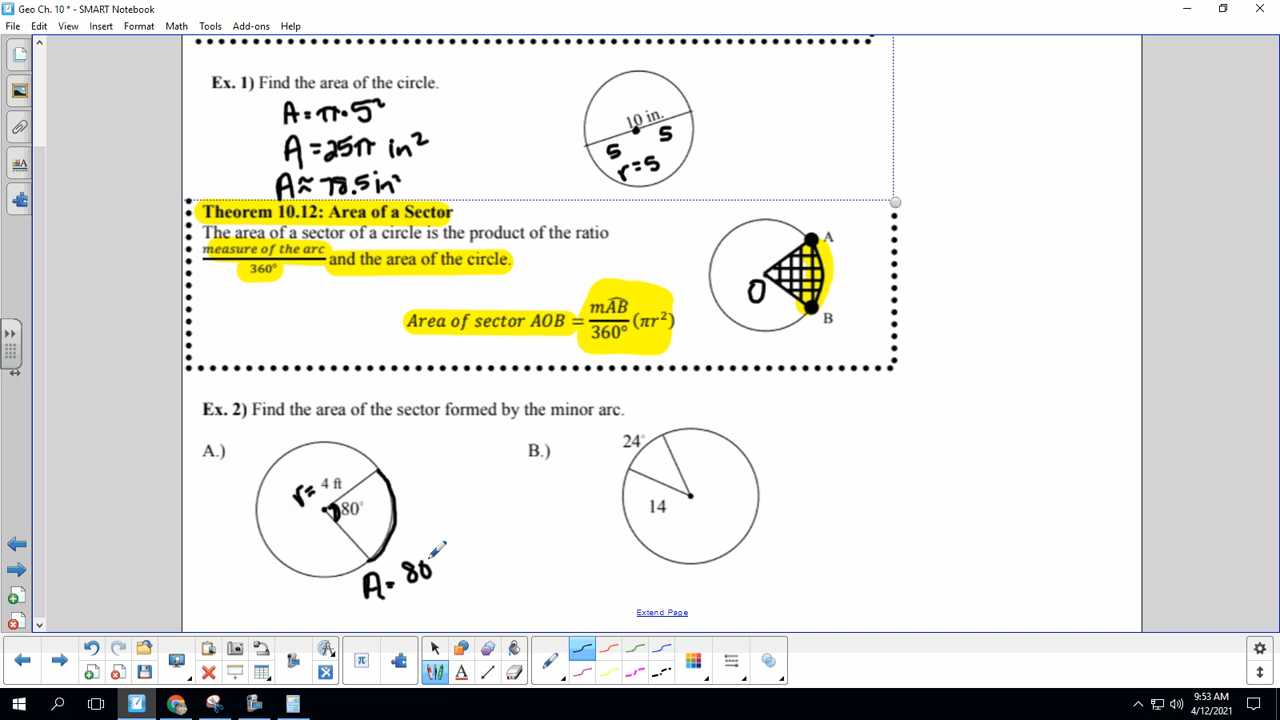 Geo Ch. 10 * - SMART Notebook
File Edit View Insert Format Math Tools Add-ons Help
Ex. 1) Find the area of the circle.
A = π · 5²
A = 25π in²
A ≈ 78.5 in²
10 in.
5 5
r = 5
Theorem 10.12: Area of a Sector
The area of a sector of a circle is the product of the ratio
measure of the arc
360°
and the area of the circle.
Area of sector AOB = mAB͡/360° (πr²)
A
O
B
Ex. 2) Find the area of the sector formed by the minor arc.
A.)
r = 4 ft
80°
A = 80
B.)
24°
14
Extend Page
π
A
9:53 AM
4/12/2021